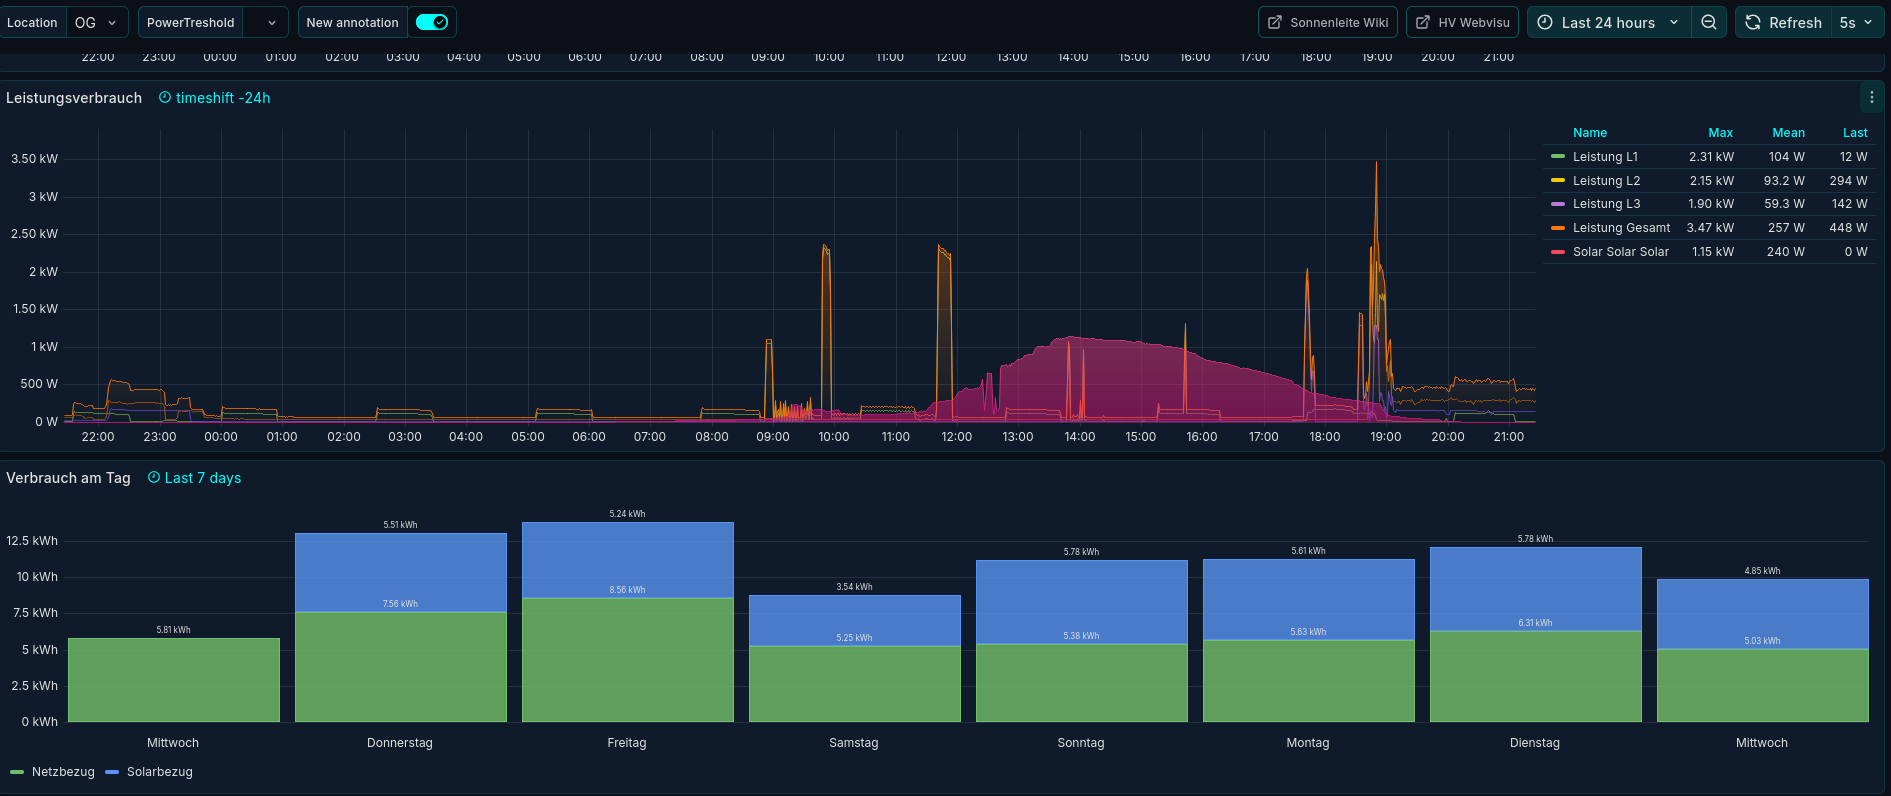 Location OG PowerTreshold New annotation Sonnenleite Wiki HV Webvisu Last 24 hours Refresh 5s
22:00 23:00 00:00 01:00 02:00 03:00 04:00 05:00 06:00 07:00 08:00 09:00 10:00 11:00 12:00 13:00 14:00 15:00 16:00 17:00 18:00 19:00 20:00 21:00
Leistungsverbrauch timeshift -24h
Name Max Mean Last
Leistung L1 2.31 kW 104 W 12 W
Leistung L2 2.15 kW 93.2 W 294 W
Leistung L3 1.90 kW 59.3 W 142 W
Leistung Gesamt 3.47 kW 257 W 448 W
Solar Solar Solar 1.15 kW 240 W 0 W
3.50 kW
3 kW
2.50 kW
2 kW
1.50 kW
1 kW
500 W
0 W
22:00 23:00 00:00 01:00 02:00 03:00 04:00 05:00 06:00 07:00 08:00 09:00 10:00 11:00 12:00 13:00 14:00 15:00 16:00 17:00 18:00 19:00 20:00 21:00
Verbrauch am Tag Last 7 days
12.5 kWh
10 kWh
7.5 kWh
5 kWh
2.5 kWh
0 kWh
5.51 kWh 5.24 kWh 3.54 kWh 5.78 kWh 5.61 kWh 5.78 kWh 4.85 kWh
5.81 kWh 7.56 kWh 8.56 kWh 5.25 kWh 5.38 kWh 5.63 kWh 6.31 kWh 5.03 kWh
Mittwoch Donnerstag Freitag Samstag Sonntag Montag Dienstag Mittwoch
Netzbezug Solarbezug